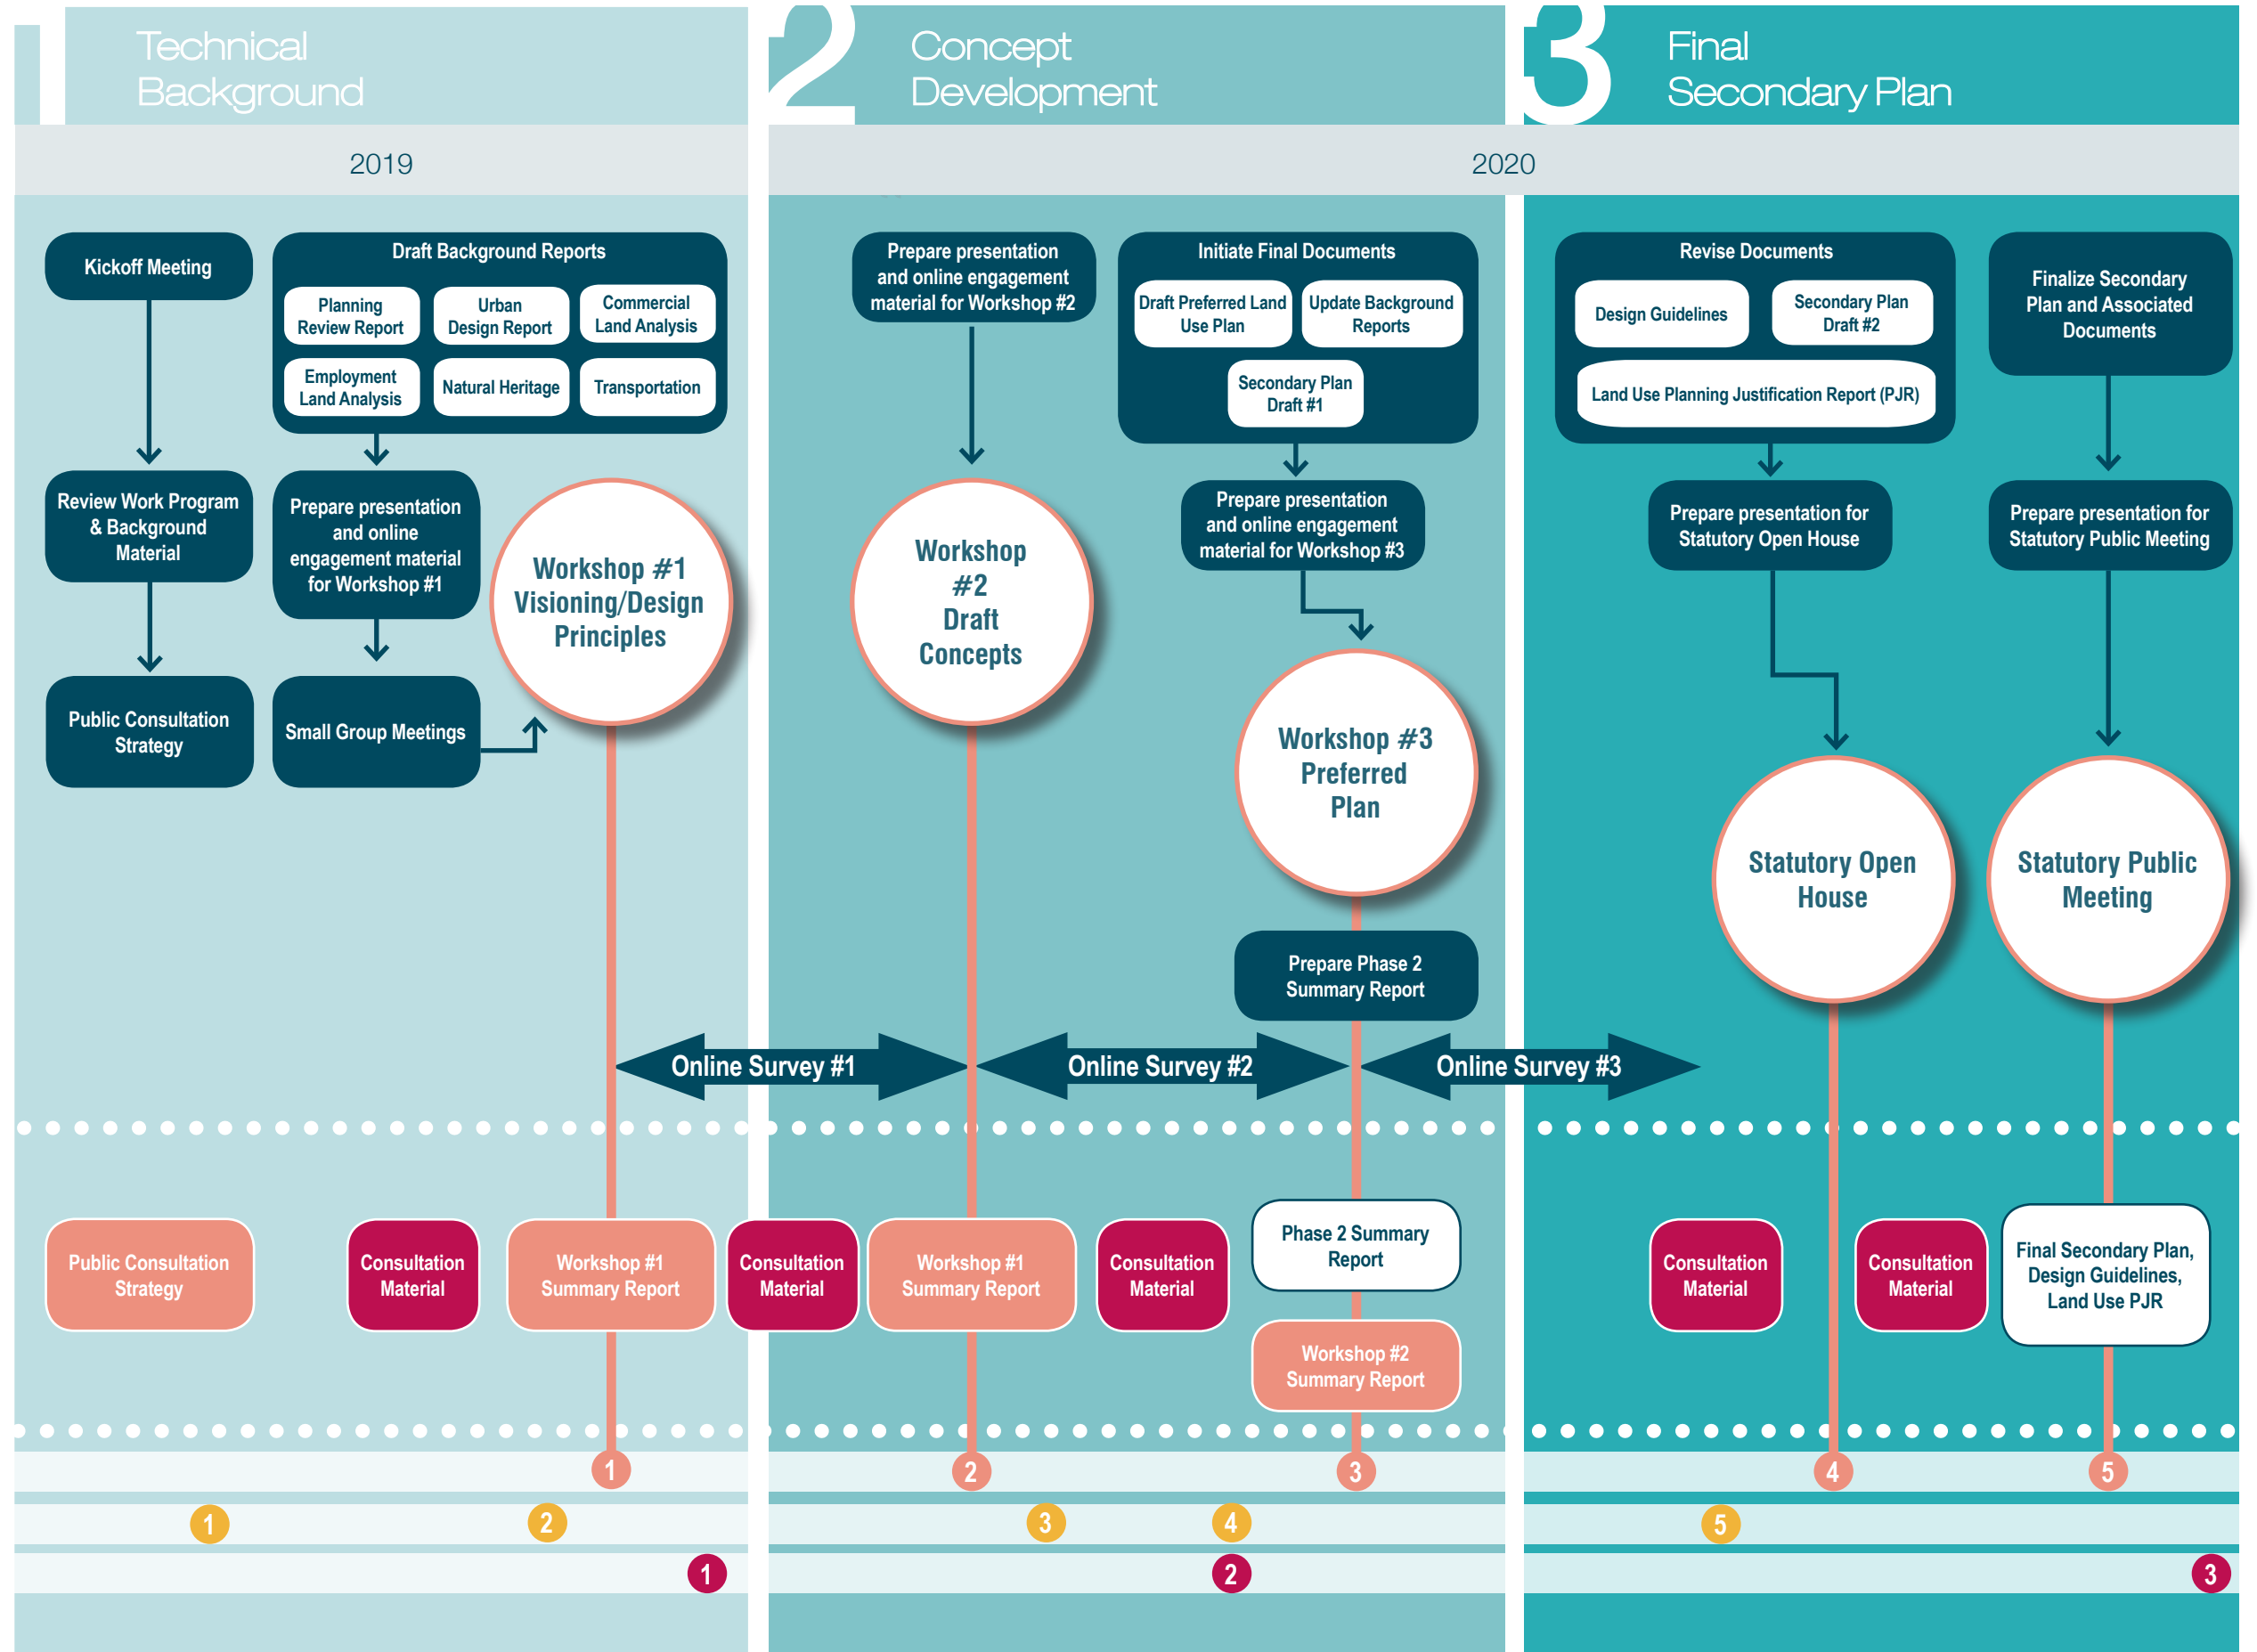 1
Technical
Background
2
Concept
Development
3
Final
Secondary Plan
2019
2020
Kickoff Meeting
Review Work Program
& Background
Material
Public Consultation
Strategy
Draft Background Reports
Planning
Review Report
Urban
Design Report
Commercial
Land Analysis
Employment
Land Analysis
Natural Heritage
Transportation
Prepare presentation
and online
engagement material
for Workshop #1
Small Group Meetings
Workshop #1
Visioning/Design
Principles
Prepare presentation
and online engagement
material for Workshop #2
Workshop
#2
Draft
Concepts
Initiate Final Documents
Draft Preferred Land
Use Plan
Update Background
Reports
Secondary Plan
Draft #1
Prepare presentation
and online engagement
material for Workshop #3
Workshop #3
Preferred
Plan
Prepare Phase 2
Summary Report
Revise Documents
Design Guidelines
Secondary Plan
Draft #2
Land Use Planning Justification Report (PJR)
Prepare presentation for
Statutory Open House
Statutory Open
House
Finalize Secondary
Plan and Associated
Documents
Prepare presentation for
Statutory Public Meeting
Statutory Public
Meeting
Online Survey #1
Online Survey #2
Online Survey #3
Public Consultation
Strategy
Consultation
Material
Workshop #1
Summary Report
Consultation
Material
Workshop #1
Summary Report
Consultation
Material
Phase 2 Summary
Report
Workshop #2
Summary Report
Consultation
Material
Consultation
Material
Final Secondary Plan,
Design Guidelines,
Land Use PJR
1
2
3
4
5
1
2
3
4
5
1
2
3